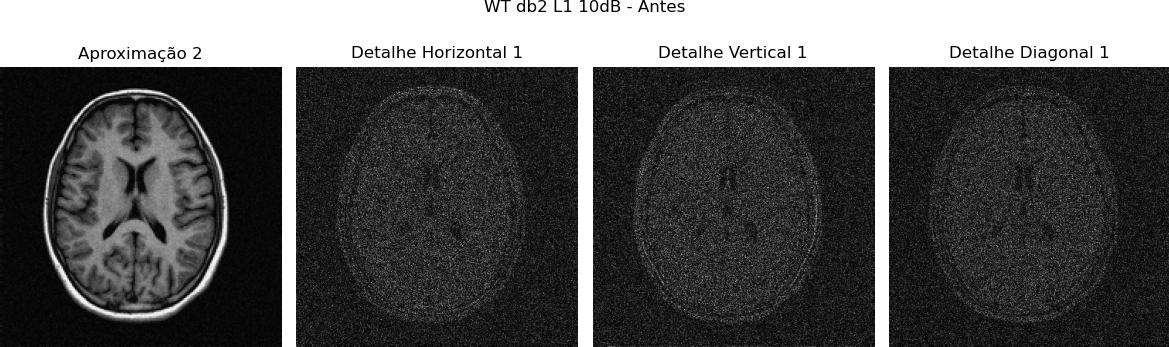 WT db2 L1 10dB - Antes
Aproximação 2
Detalhe Horizontal 1
Detalhe Vertical 1
Detalhe Diagonal 1